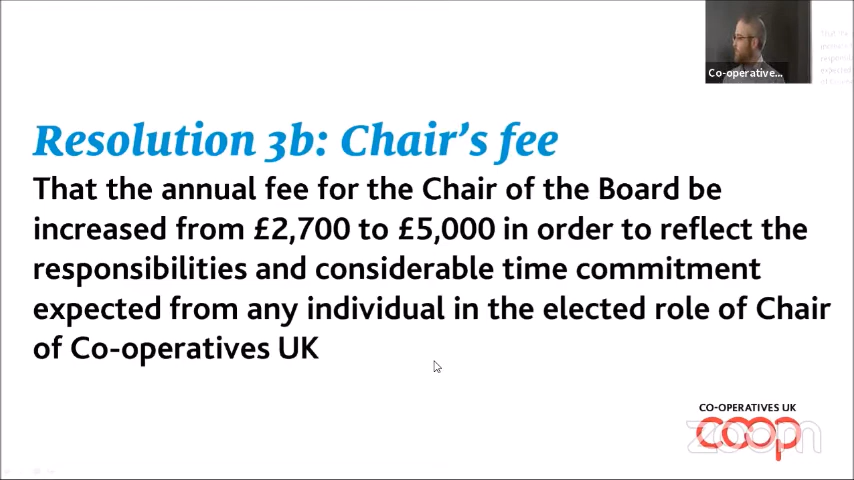 Co-operative...
Resolution 3b: Chair's fee
That the annual fee for the Chair of the Board be
increased from £2,700 to £5,000 in order to reflect the
responsibilities and considerable time commitment
expected from any individual in the elected role of Chair
of Co-operatives UK
CO-OPERATIVES UK
coop
zoom